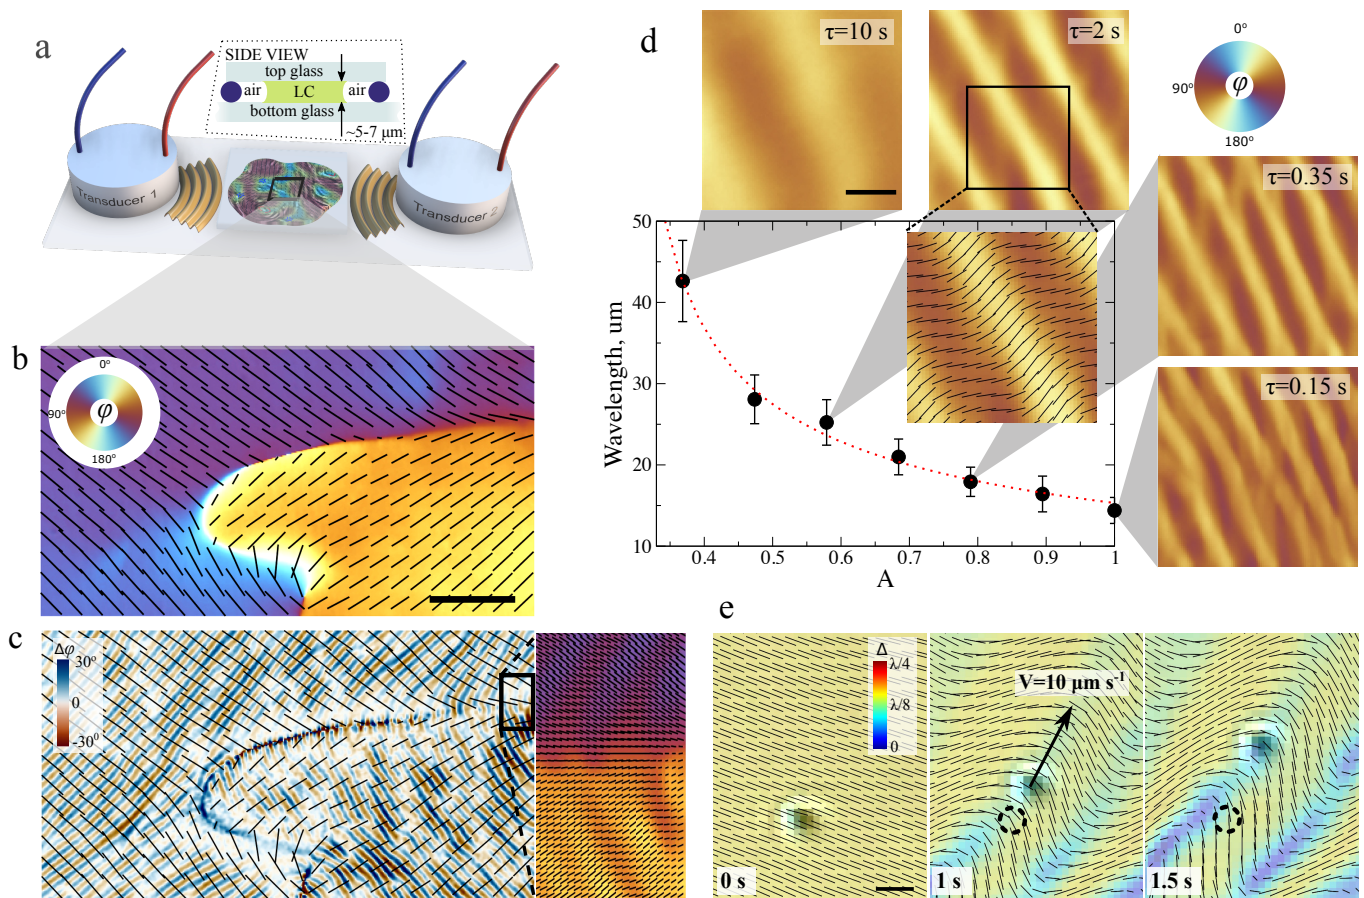 a
SIDE VIEW
top glass
air
LC
air
bottom glass
~5-7 μm
Transducer 1
Transducer 2
b
0°
90°
φ
180°
c
Δφ
30°
0
-30⁰
d
τ=10 s
τ=2 s
0°
90°
φ
180°
τ=0.35 s
τ=0.15 s
Wavelength, um
50
40
30
20
10
0.4
0.5
0.6
0.7
0.8
0.9
1
A
e
Δ
λ/4
λ/8
0
V=10 μm s⁻¹
0 s
1 s
1.5 s